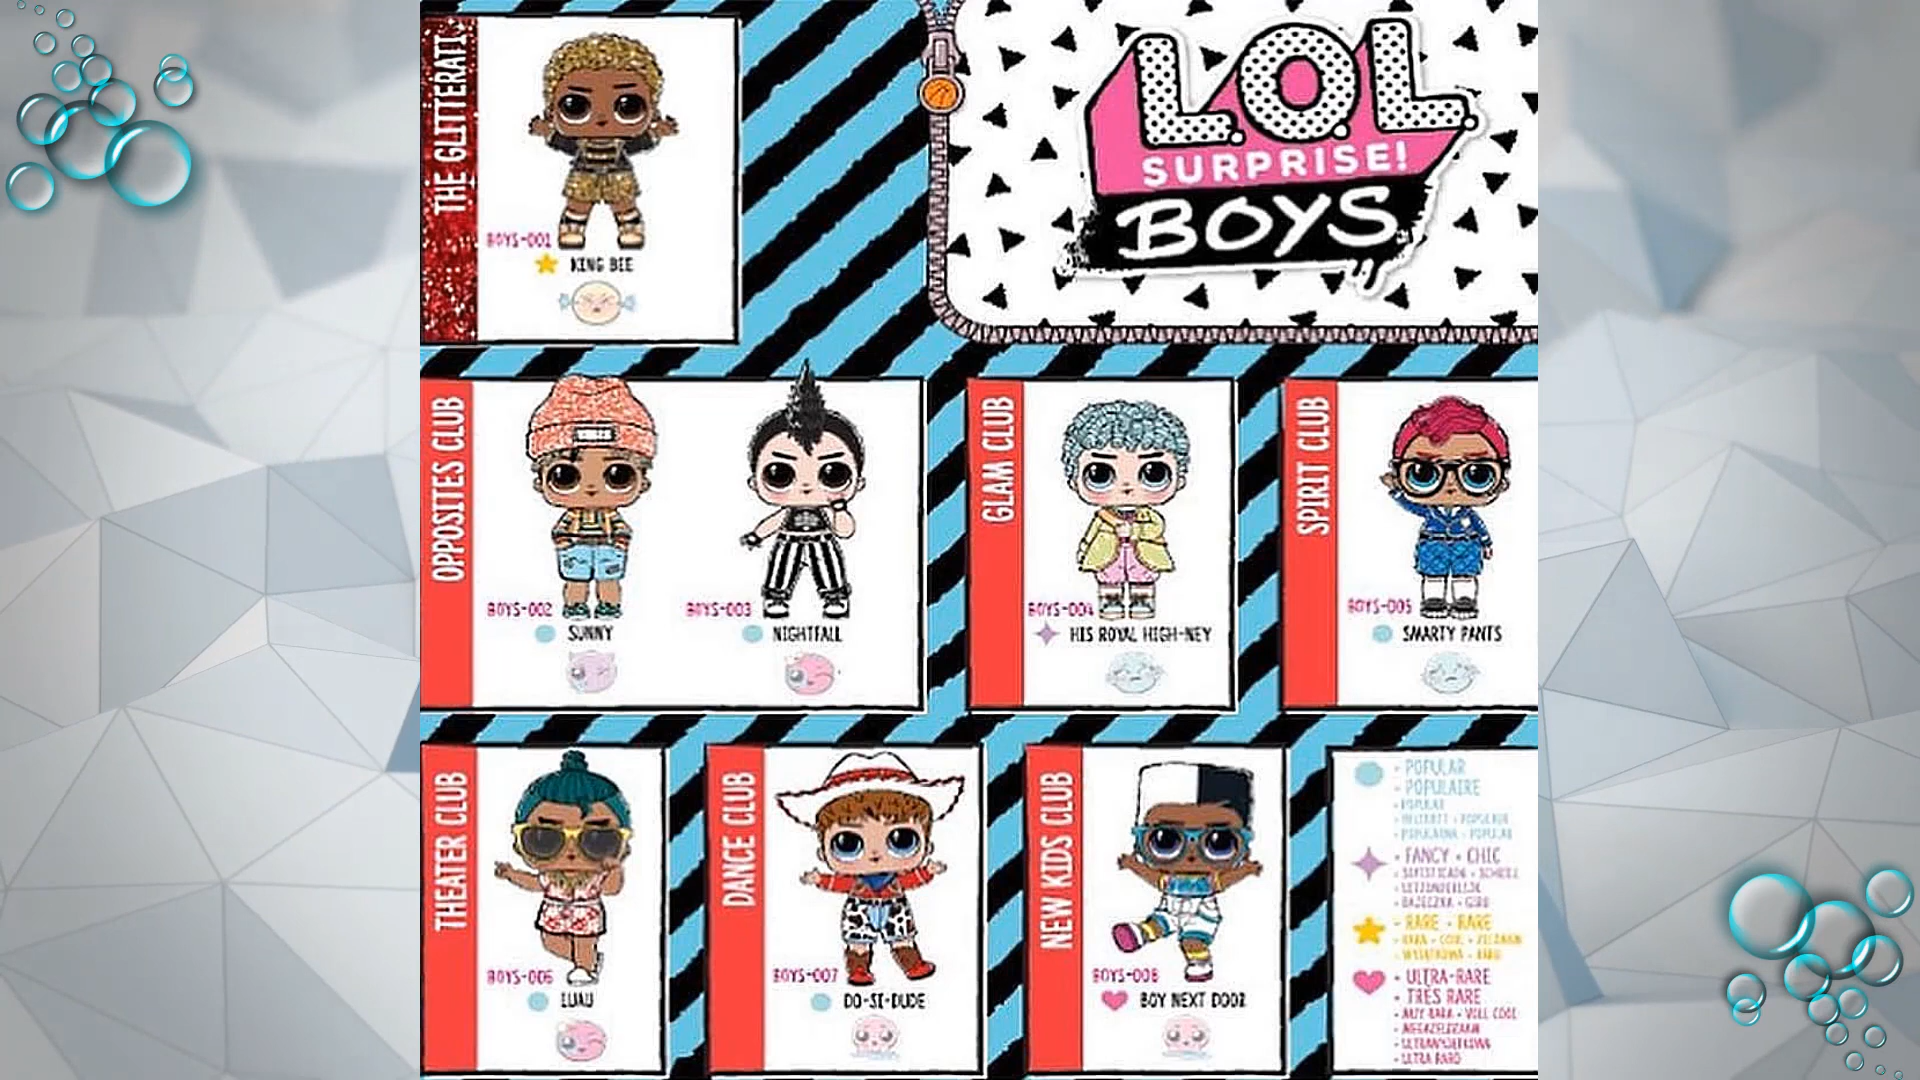 THE GLITTERATI
BOYS-001
KING BEE
L.O.L.
SURPRISE!
BOYS
OPPOSITES CLUB
BOYS-002
SUNNY
BOYS-003
NIGHTFALL
GLAM CLUB
BOYS-004
HIS ROYAL HIGH-NEY
SPIRIT CLUB
BOYS-005
SMARTY PANTS
THEATER CLUB
BOYS-006
LUAU
DANCE CLUB
BOYS-007
DO-SI-DUDE
NEW KIDS CLUB
BOYS-008
BOY NEXT DOOR
• POPULAR
• POPULAIRE
• POPULAR
• FANCY • CHIC
• RARE • RARE
• ULTRA-RARE
• TRÈS RARE
• ULTRA RARO